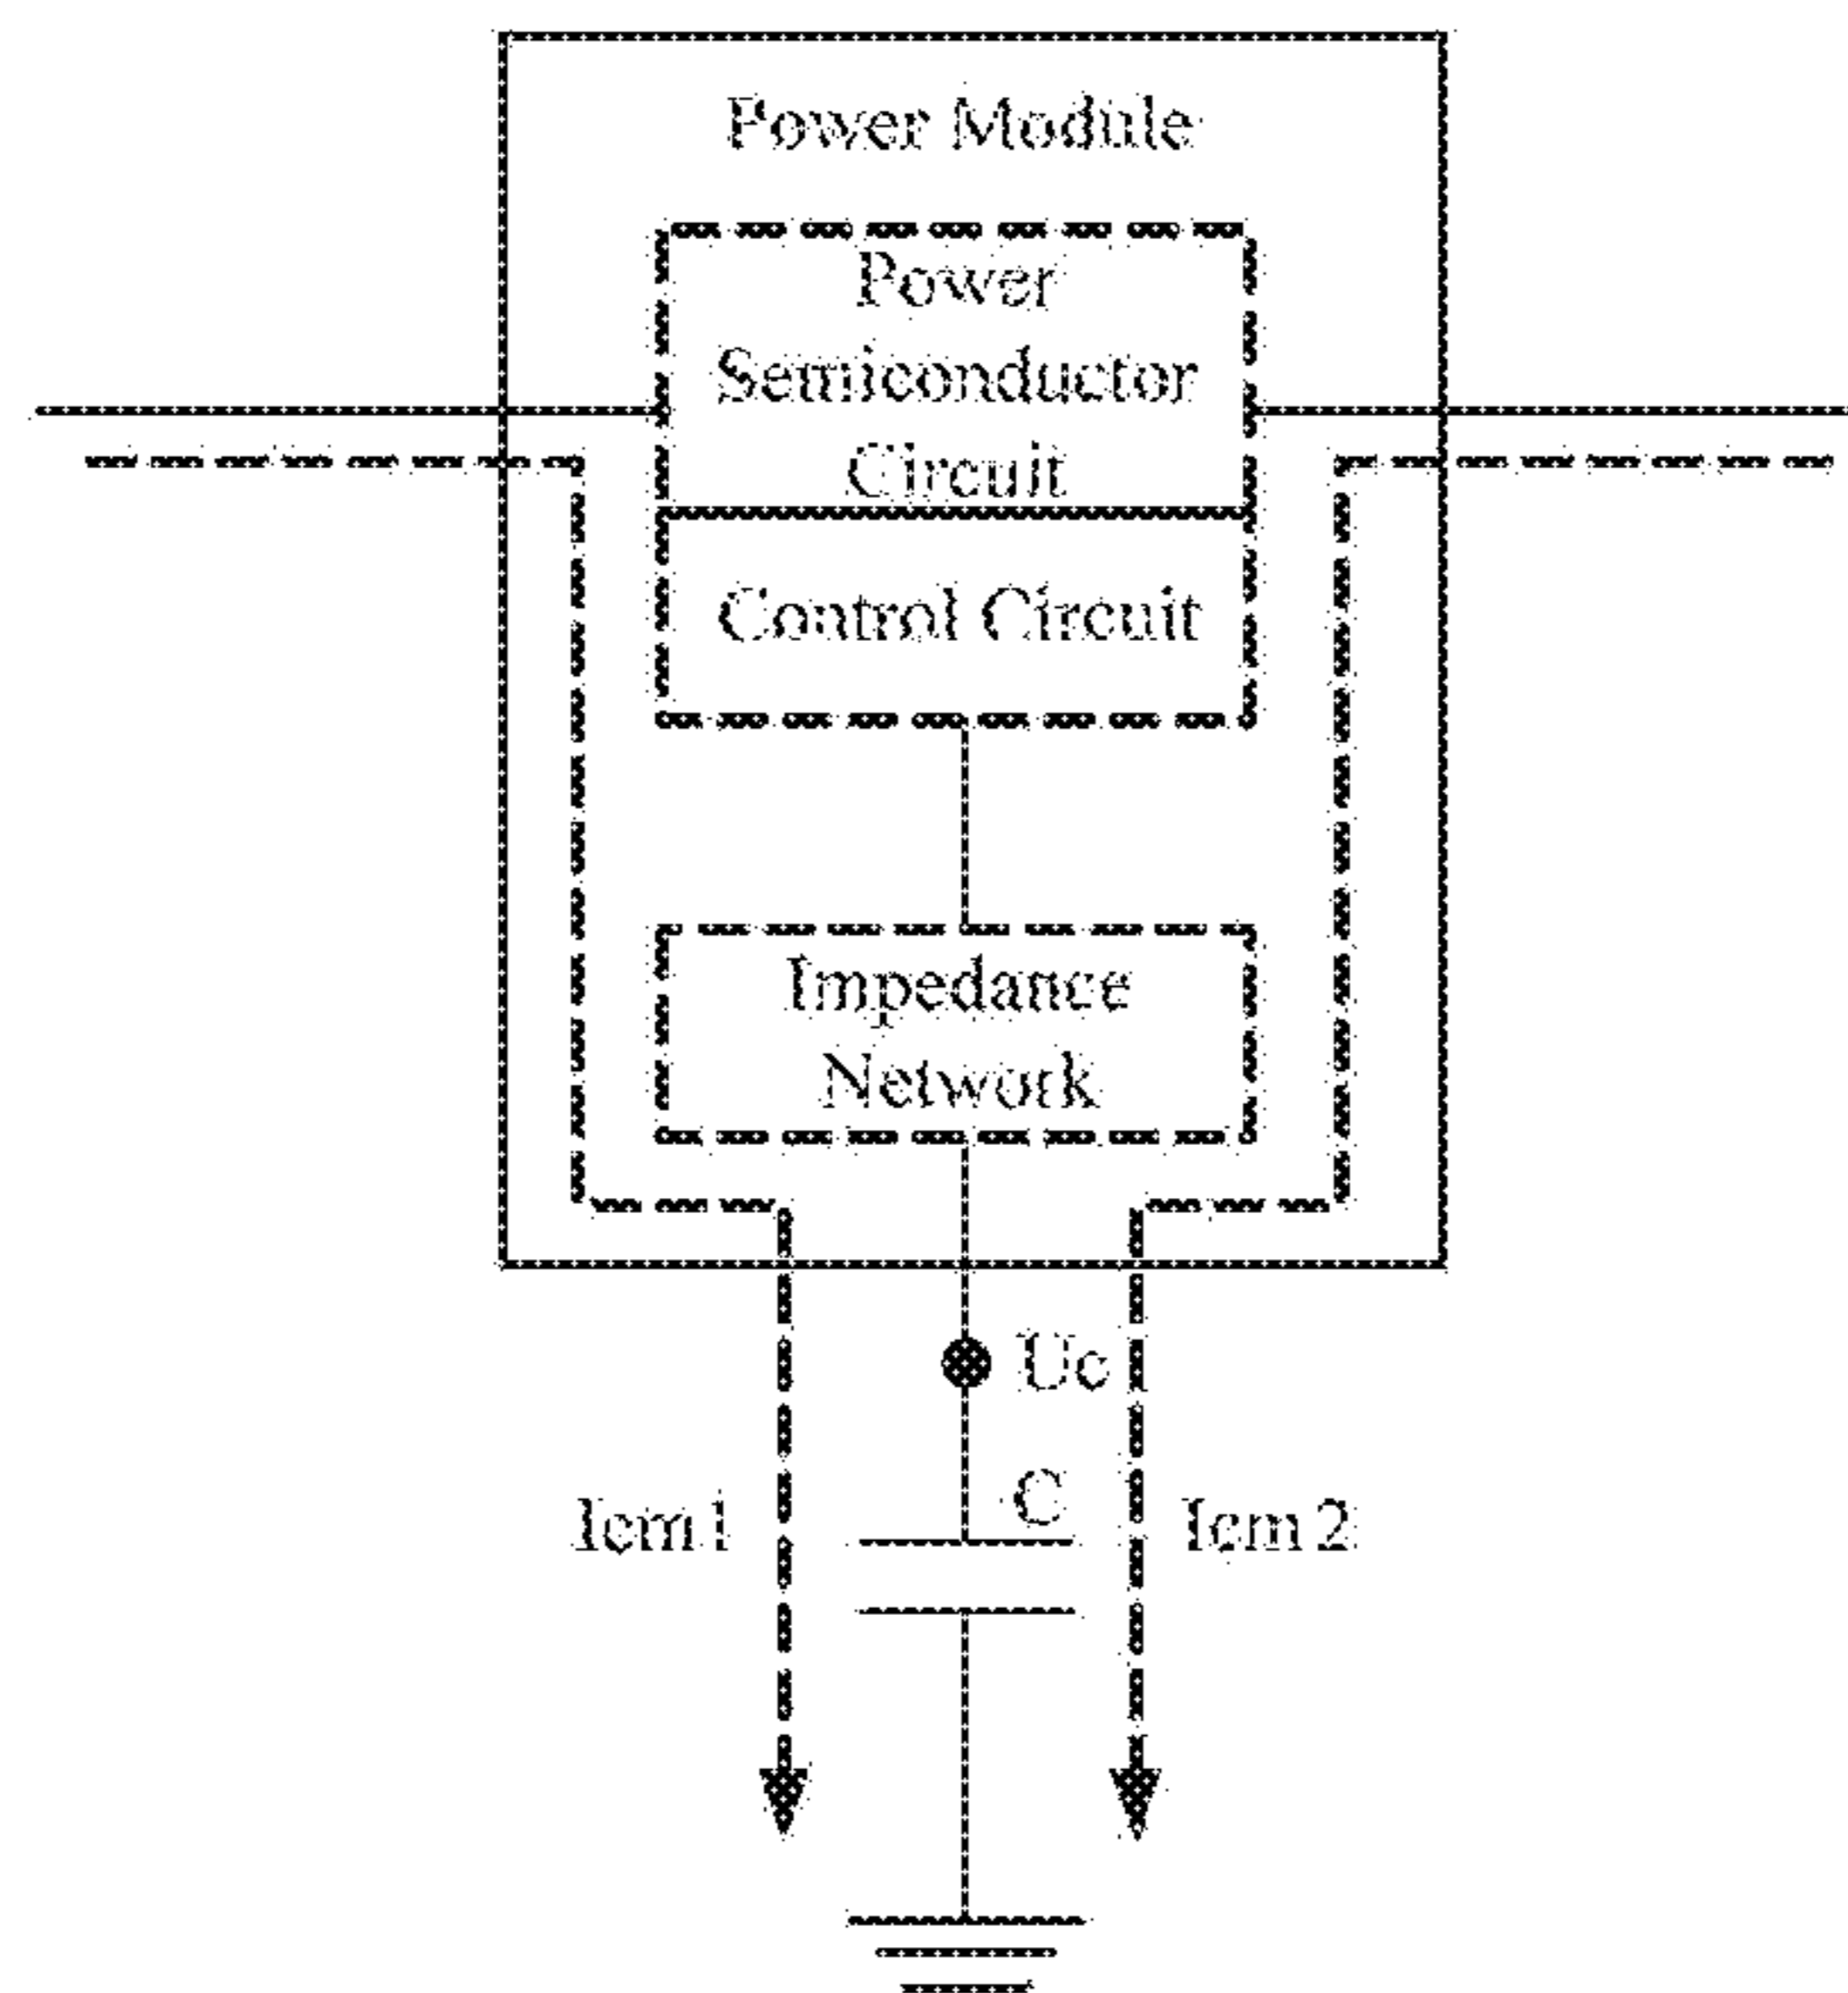 Power Module
Power
Semiconductor
Circuit
Control Circuit
Impedance
Network
Uc
C
Icm1
Icm2